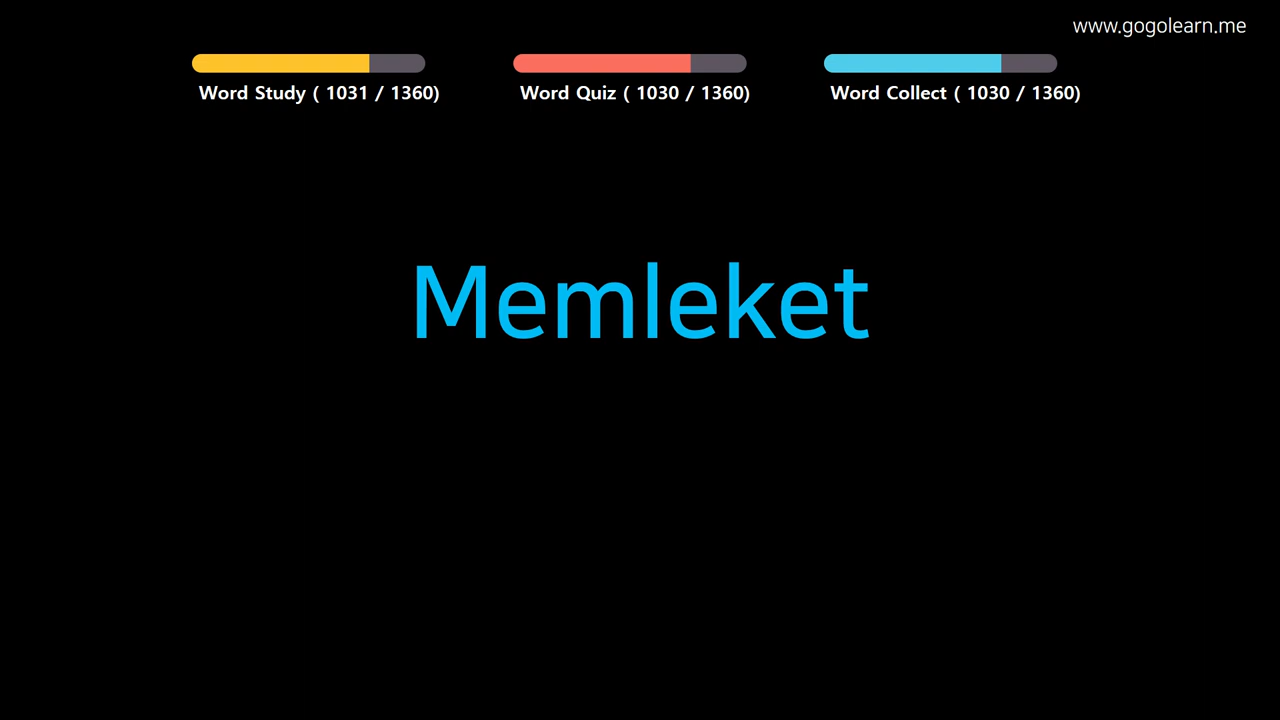 www.gogolearn.me
Word Study ( 1031 / 1360)
Word Quiz ( 1030 / 1360)
Word Collect ( 1030 / 1360)
Memleket